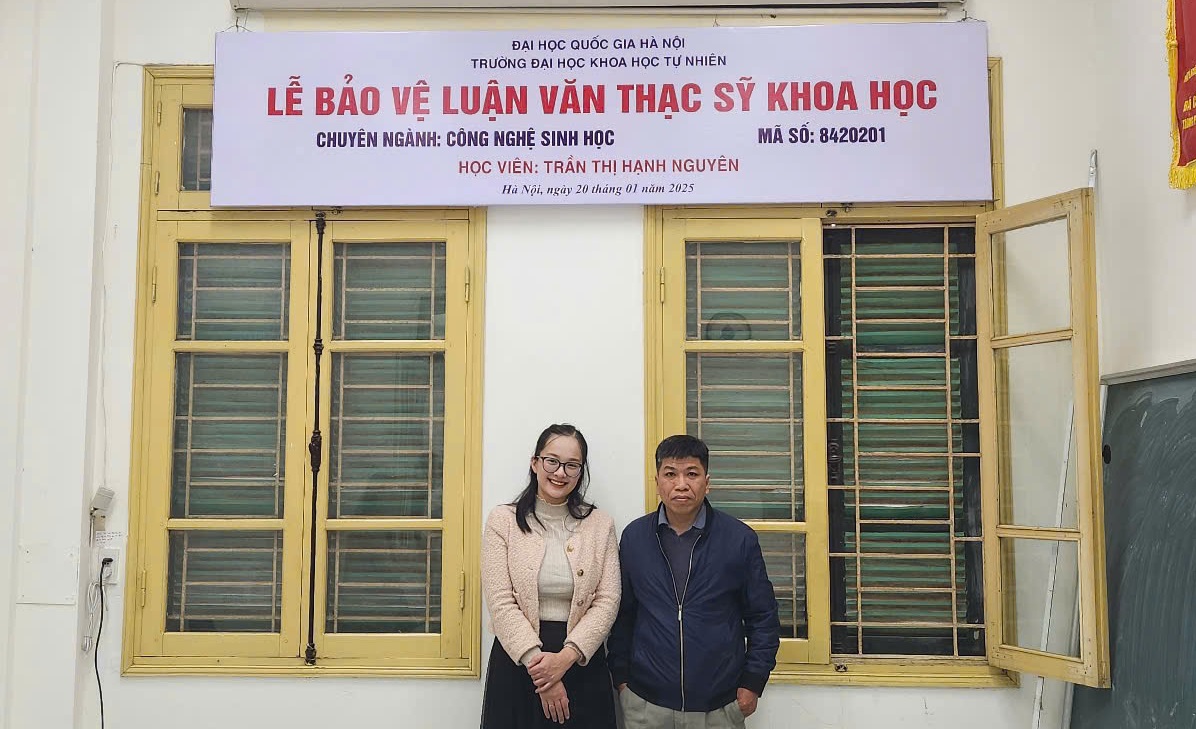 ĐẠI HỌC QUỐC GIA HÀ NỘI
TRƯỜNG ĐẠI HỌC KHOA HỌC TỰ NHIÊN
LỄ BẢO VỆ LUẬN VĂN THẠC SỸ KHOA HỌC
CHUYÊN NGÀNH: CÔNG NGHỆ SINH HỌC MÃ SỐ: 8420201
HỌC VIÊN: TRẦN THỊ HẠNH NGUYÊN
Hà Nội, ngày 20 tháng 01 năm 2025